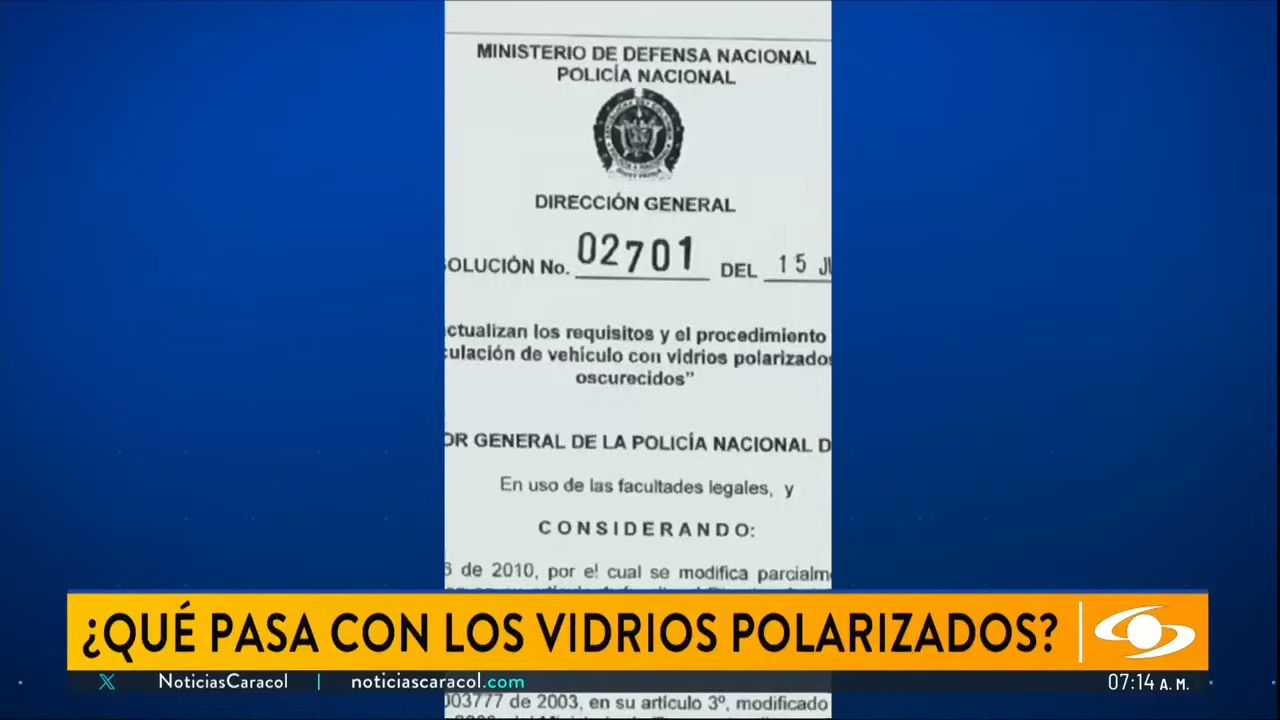 MINISTERIO DE DEFENSA NACIONAL
POLICÍA NACIONAL
DIRECCIÓN GENERAL
SOLUCIÓN No. 02701 DEL 15 JU
ctualizan los requisitos y el procedimiento
culación de vehículo con vidrios polarizados
oscurecidos"
OR GENERAL DE LA POLICÍA NACIONAL D
En uso de las facultades legales, y
CONSIDERANDO:
de 2010, por el cual se modifica parcialm
¿QUÉ PASA CON LOS VIDRIOS POLARIZADOS?
X NoticiasCaracol | noticiascaracol.com 07:14 A. M.
003777 de 2003, en su artículo 3º, modificado